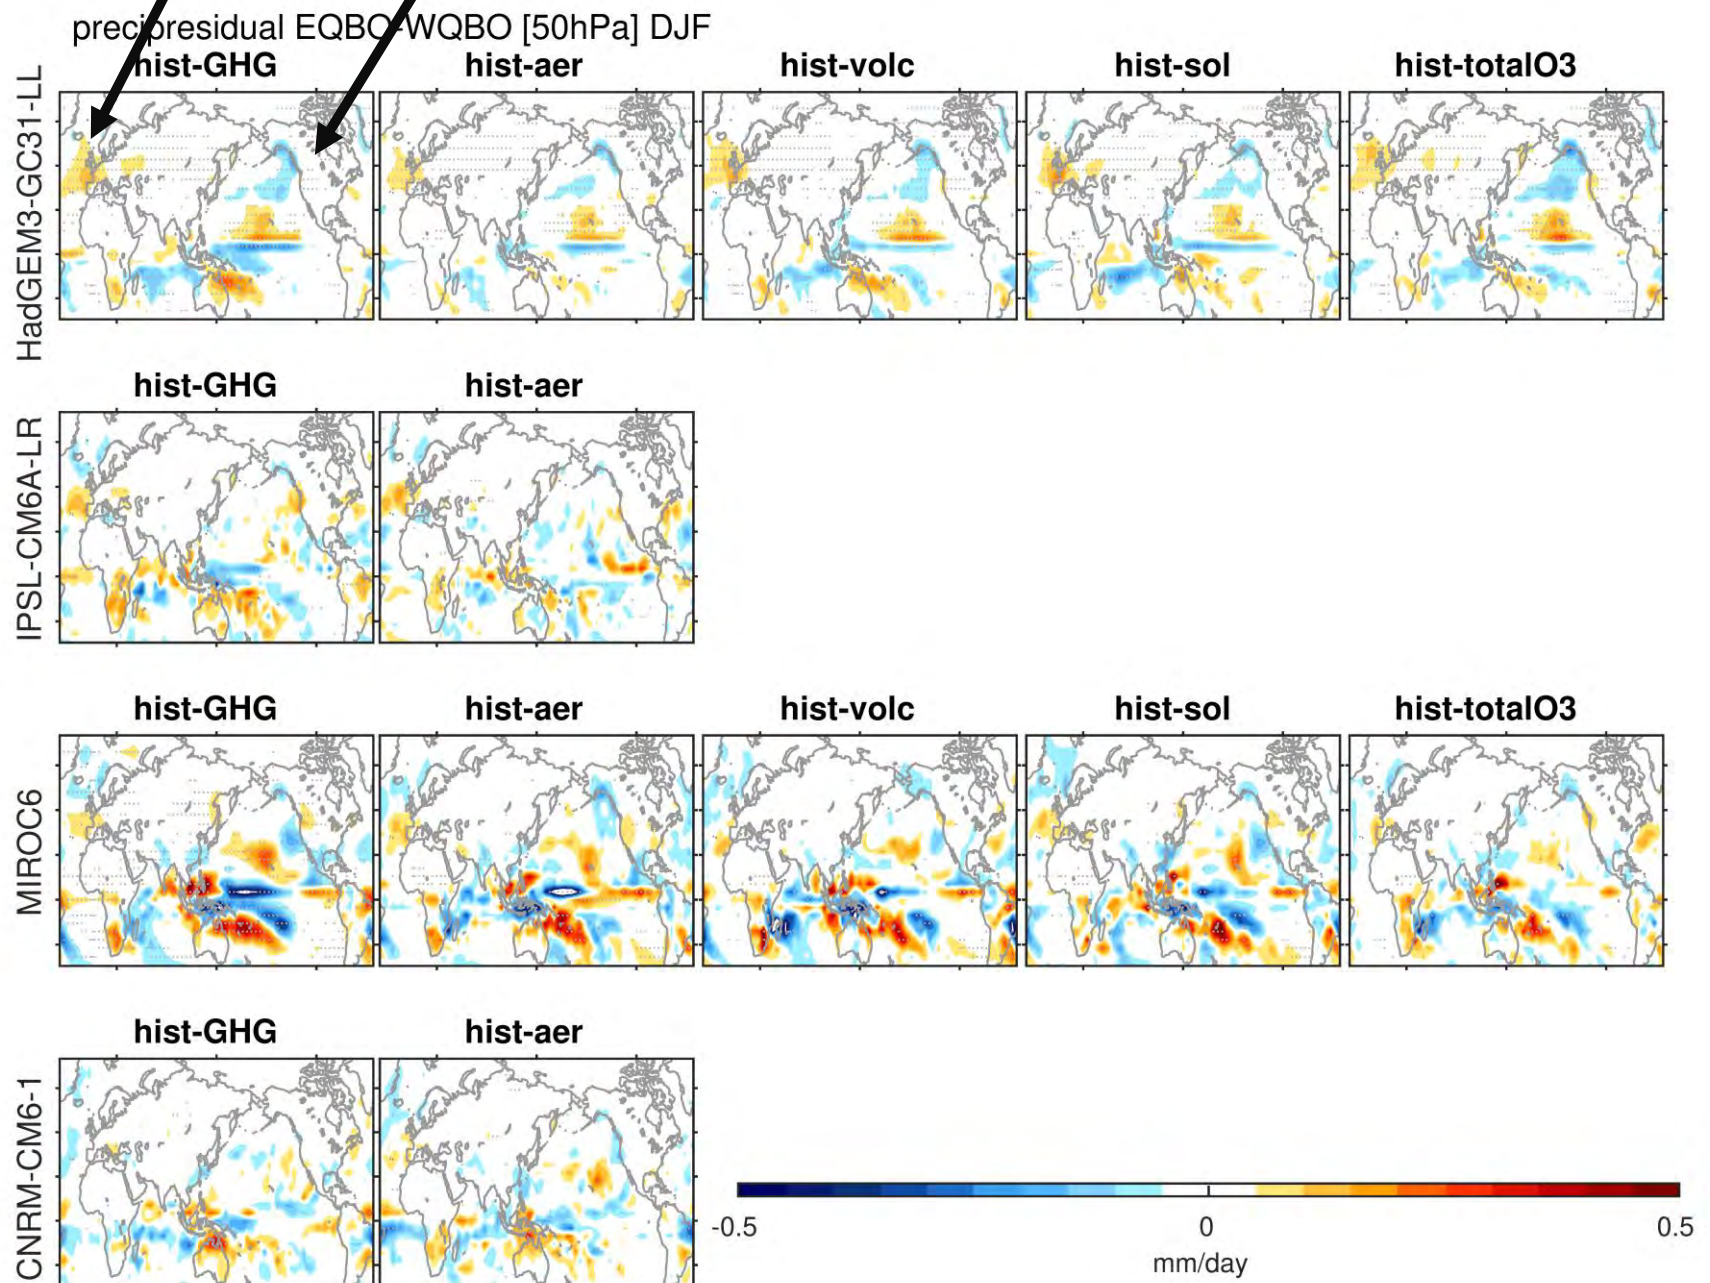 precipresidual EQBO-WQBO [50hPa] DJF
hist-GHG hist-aer hist-volc hist-sol hist-totalO3
HadGEM3-GC31-LL
hist-GHG hist-aer
IPSL-CM6A-LR
hist-GHG hist-aer hist-volc hist-sol hist-totalO3
MIROC6
hist-GHG hist-aer
CNRM-CM6-1
-0.5 0 0.5
mm/day